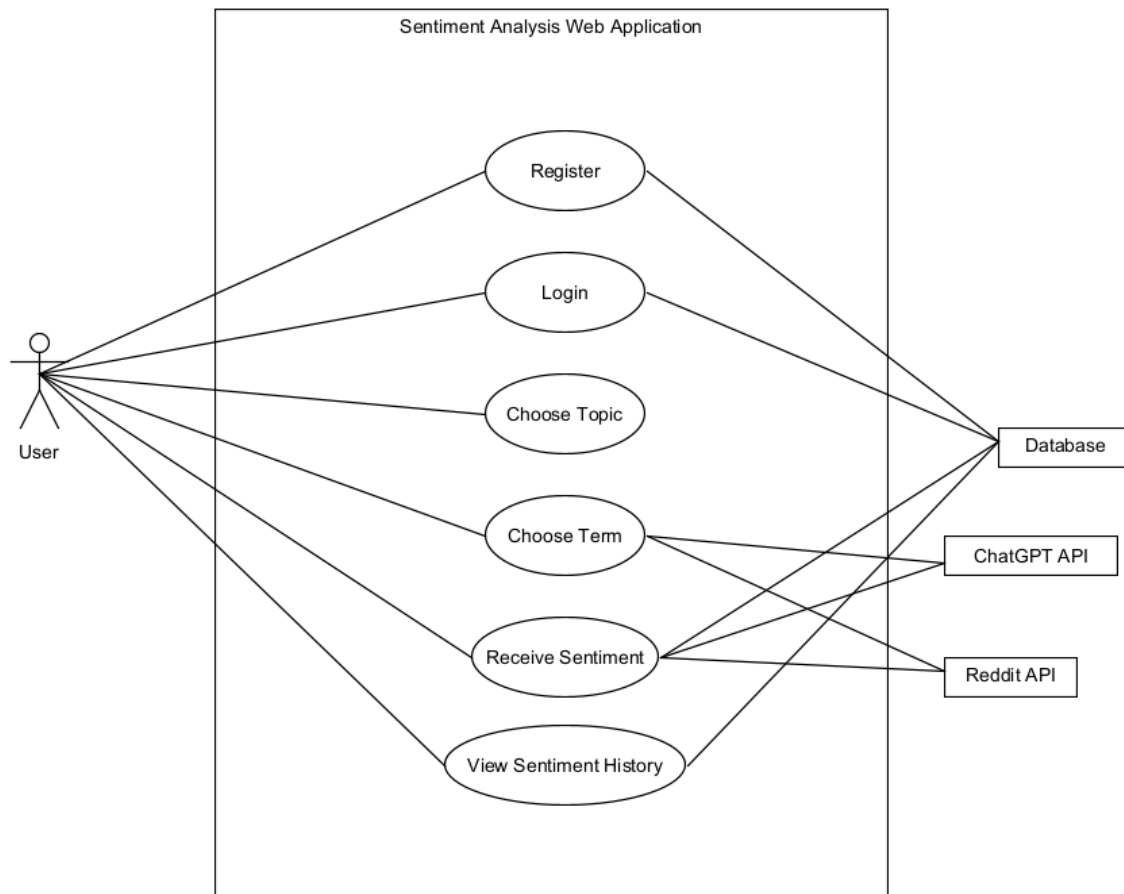 Sentiment Analysis Web Application
Register
Login
Choose Topic
User
Database
Choose Term
ChatGPT API
Receive Sentiment
Reddit API
View Sentiment History